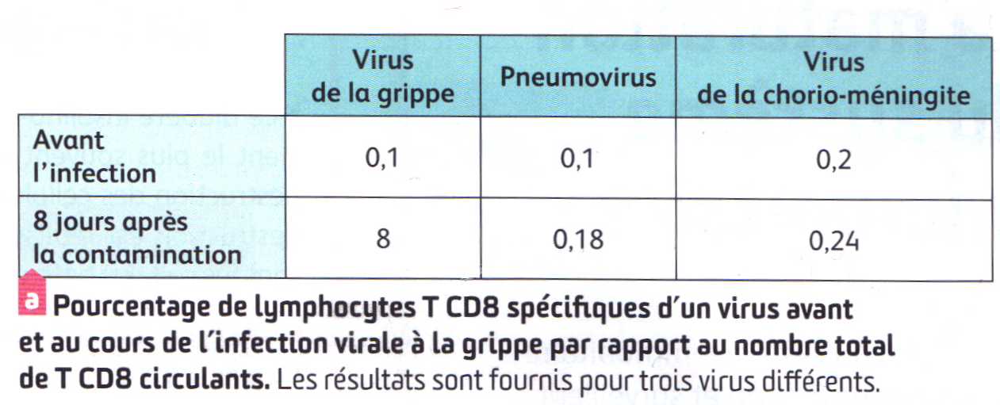 Virus
de la grippe
Pneumovirus
Virus
de la chorio-méningite
Avant
l'infection
0,1
0,1
0,2
8 jours après
la contamination
8
0,18
0,24
a Pourcentage de lymphocytes T CD8 spécifiques d'un virus avant
et au cours de l'infection virale à la grippe par rapport au nombre total
de T CD8 circulants. Les résultats sont fournis pour trois virus différents.